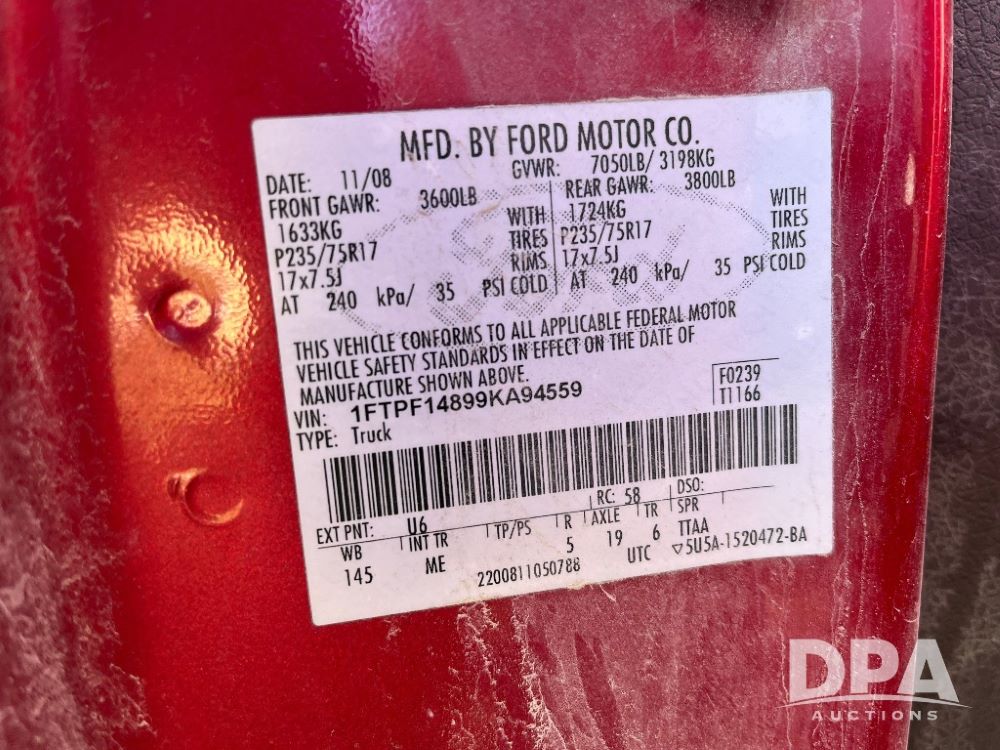 MFD. BY FORD MOTOR CO.
DATE: 11/08 GVWR: 7050LB/ 3198KG
FRONT GAWR: 3600LB REAR GAWR: 3800LB
1633KG WITH 1724KG WITH
P235/75R17 TIRES P235/75R17 TIRES
17x7.5J RIMS 17x7.5J RIMS
AT 240 kPa/ 35 PSI COLD AT 240 kPa/ 35 PSI COLD
THIS VEHICLE CONFORMS TO ALL APPLICABLE FEDERAL MOTOR
VEHICLE SAFETY STANDARDS IN EFFECT ON THE DATE OF
MANUFACTURE SHOWN ABOVE.
VIN: 1FTPF14899KA94559 F0239
TYPE: Truck T1166
EXT PNT: U6 RC: 58 DSO:
WB INT TR TP/PS R AXLE TR SPR
145 ME 5 19 6 TTAA
2200811050788 UTC ▽5U5A-1520472-BA
DPA
AUCTIONS